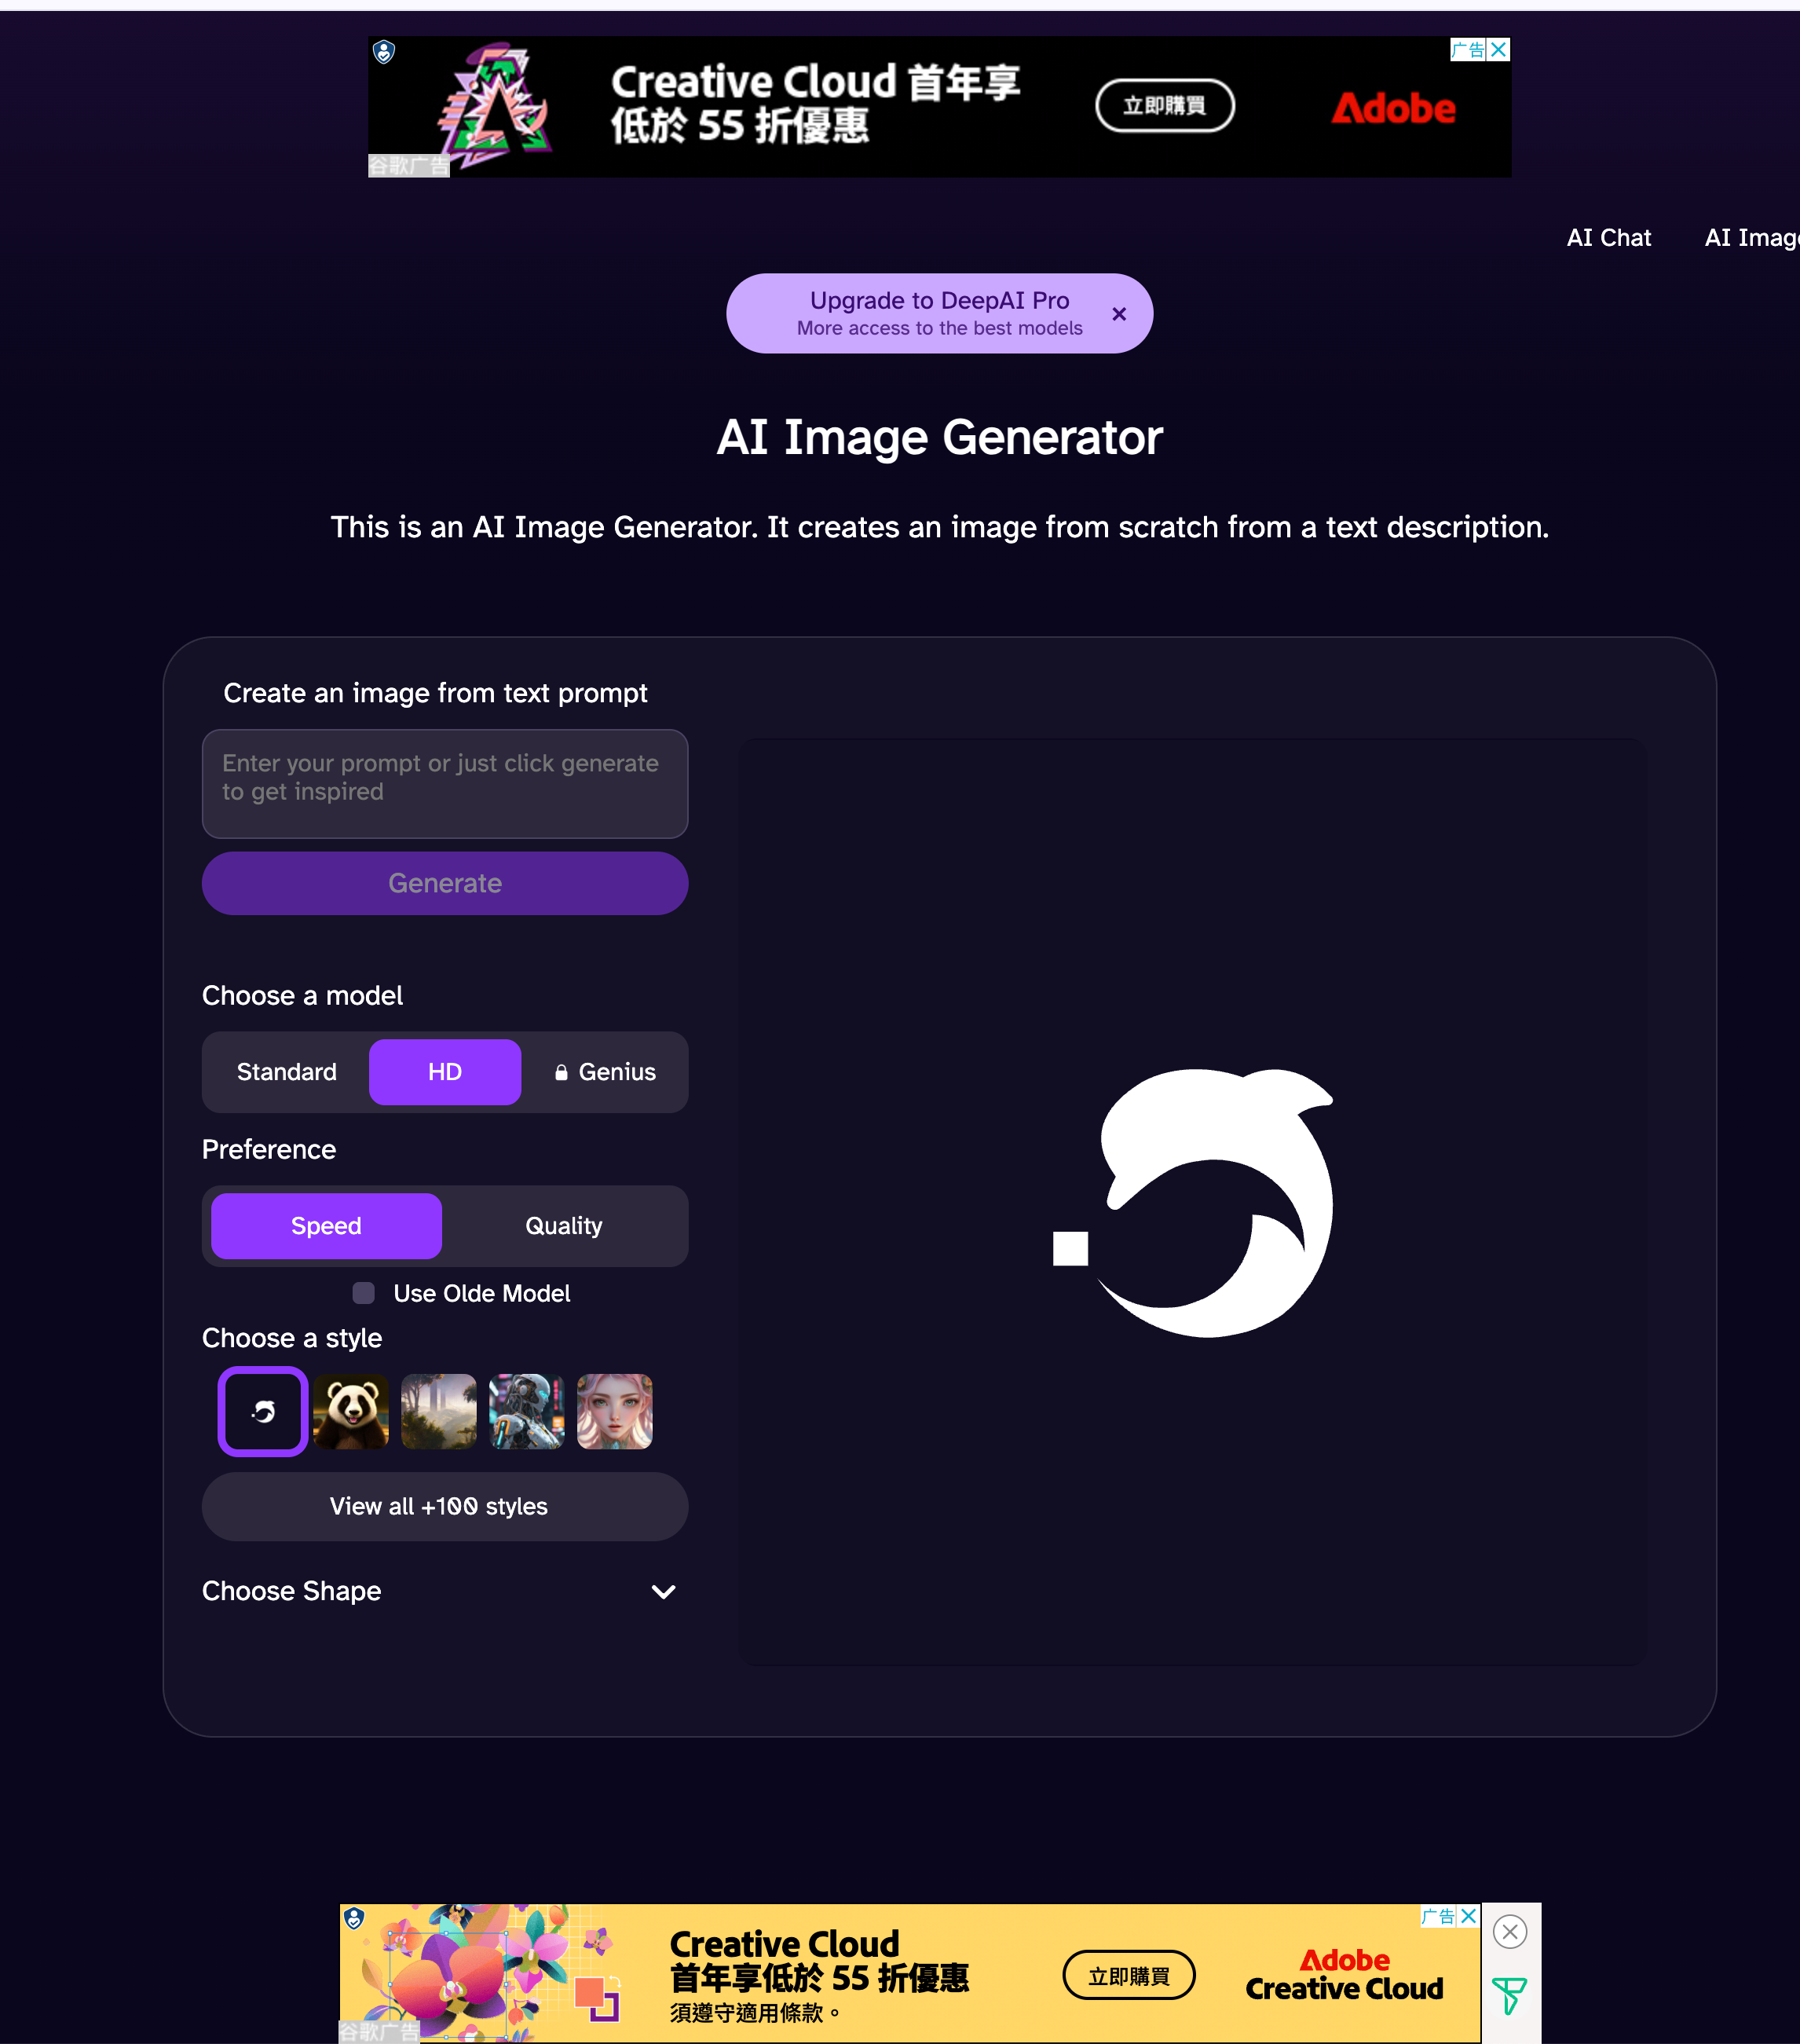 广告
Creative Cloud 首年享
低於 55 折優惠
立即購買
Adobe
谷歌广告
AI Chat
AI Image
Upgrade to DeepAI Pro
More access to the best models
AI Image Generator
This is an AI Image Generator. It creates an image from scratch from a text description.
Create an image from text prompt
Enter your prompt or just click generate
to get inspired
Generate
Choose a model
Standard
HD
Genius
Preference
Speed
Quality
Use Olde Model
Choose a style
View all +100 styles
Choose Shape
广告
Creative Cloud
首年享低於 55 折優惠
須遵守適用條款。
立即購買
Adobe
Creative Cloud
谷歌广告